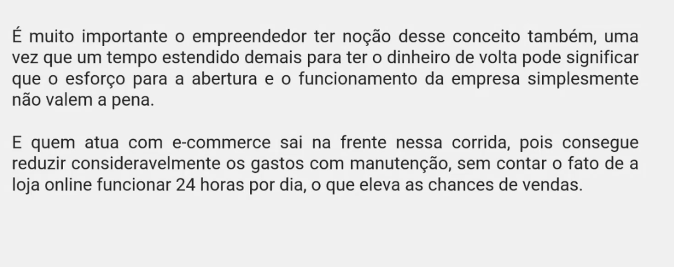 É muito importante o empreendedor ter noção desse conceito também, uma
vez que um tempo estendido demais para ter o dinheiro de volta pode significar
que o esforço para a abertura e o funcionamento da empresa simplesmente
não valem a pena.
E quem atua com e-commerce sai na frente nessa corrida, pois consegue
reduzir consideravelmente os gastos com manutenção, sem contar o fato de a
loja online funcionar 24 horas por dia, o que eleva as chances de vendas.